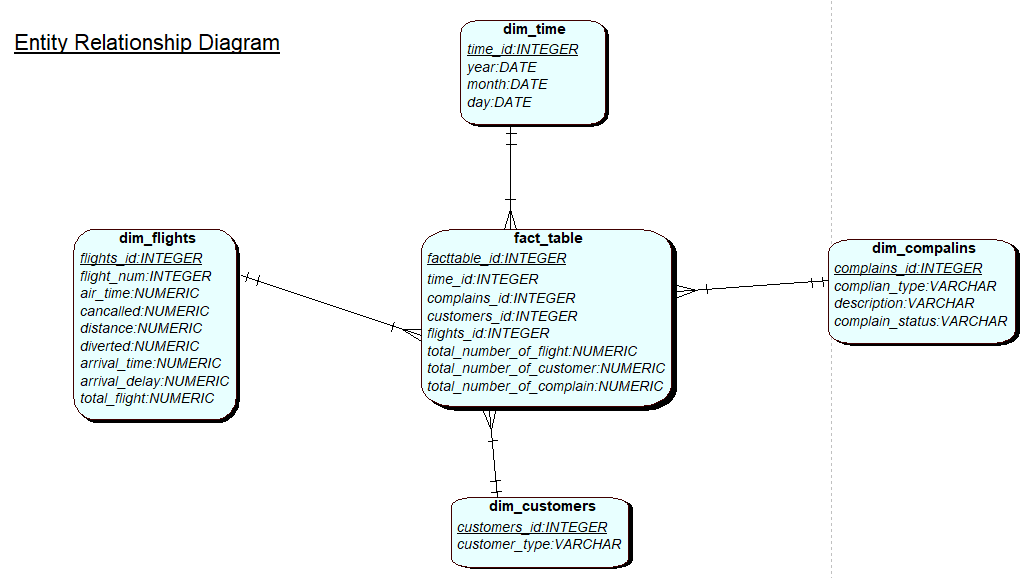 Entity Relationship Diagram
dim_time
time_id:INTEGER
year:DATE
month:DATE
day:DATE
dim_flights
flights_id:INTEGER
flight_num:INTEGER
air_time:NUMERIC
cancalled:NUMERIC
distance:NUMERIC
diverted:NUMERIC
arrival_time:NUMERIC
arrival_delay:NUMERIC
total_flight:NUMERIC
fact_table
facttable_id:INTEGER
time_id:INTEGER
complains_id:INTEGER
customers_id:INTEGER
flights_id:INTEGER
total_number_of_flight:NUMERIC
total_number_of_customer:NUMERIC
total_number_of_complain:NUMERIC
dim_compalins
complains_id:INTEGER
complian_type:VARCHAR
description:VARCHAR
complain_status:VARCHAR
dim_customers
customers_id:INTEGER
customer_type:VARCHAR